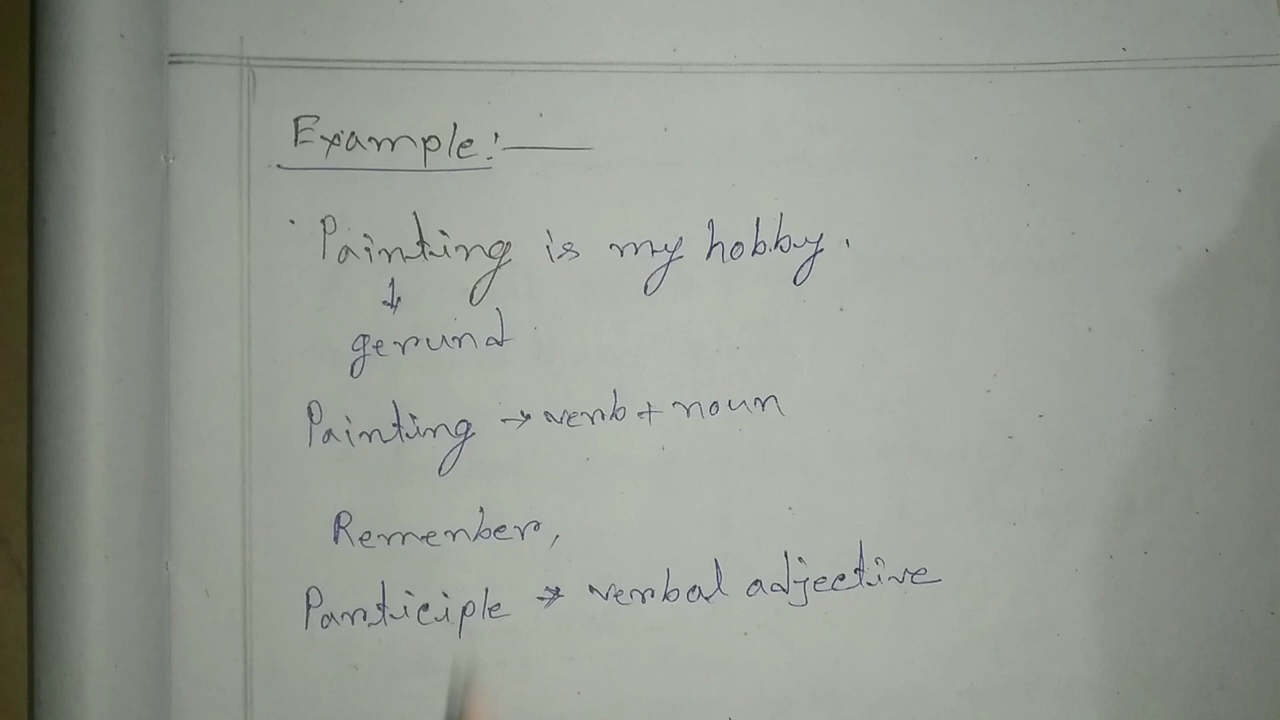 Example:—
Painting is my hobby.
↓
gerund
Painting → verb + noun
Remember,
Participle → verbal adjective